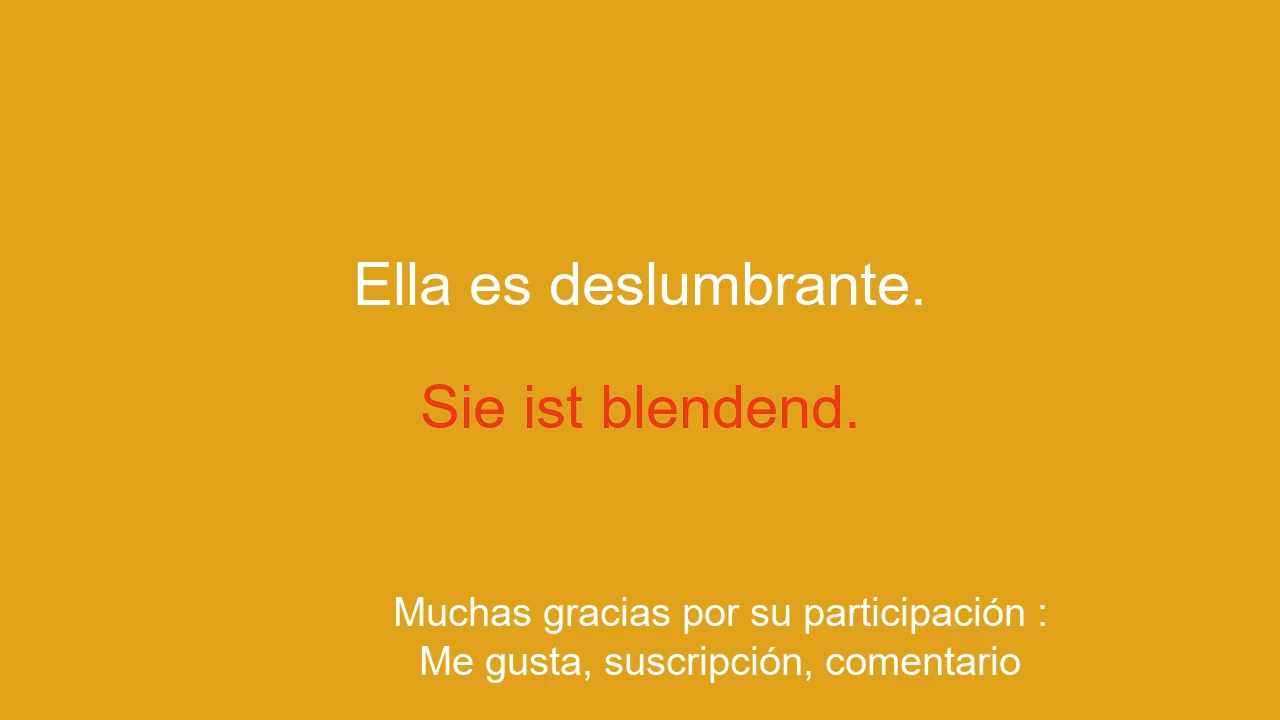 Ella es deslumbrante.
Sie ist blendend.
Muchas gracias por su participación :
Me gusta, suscripción, comentario